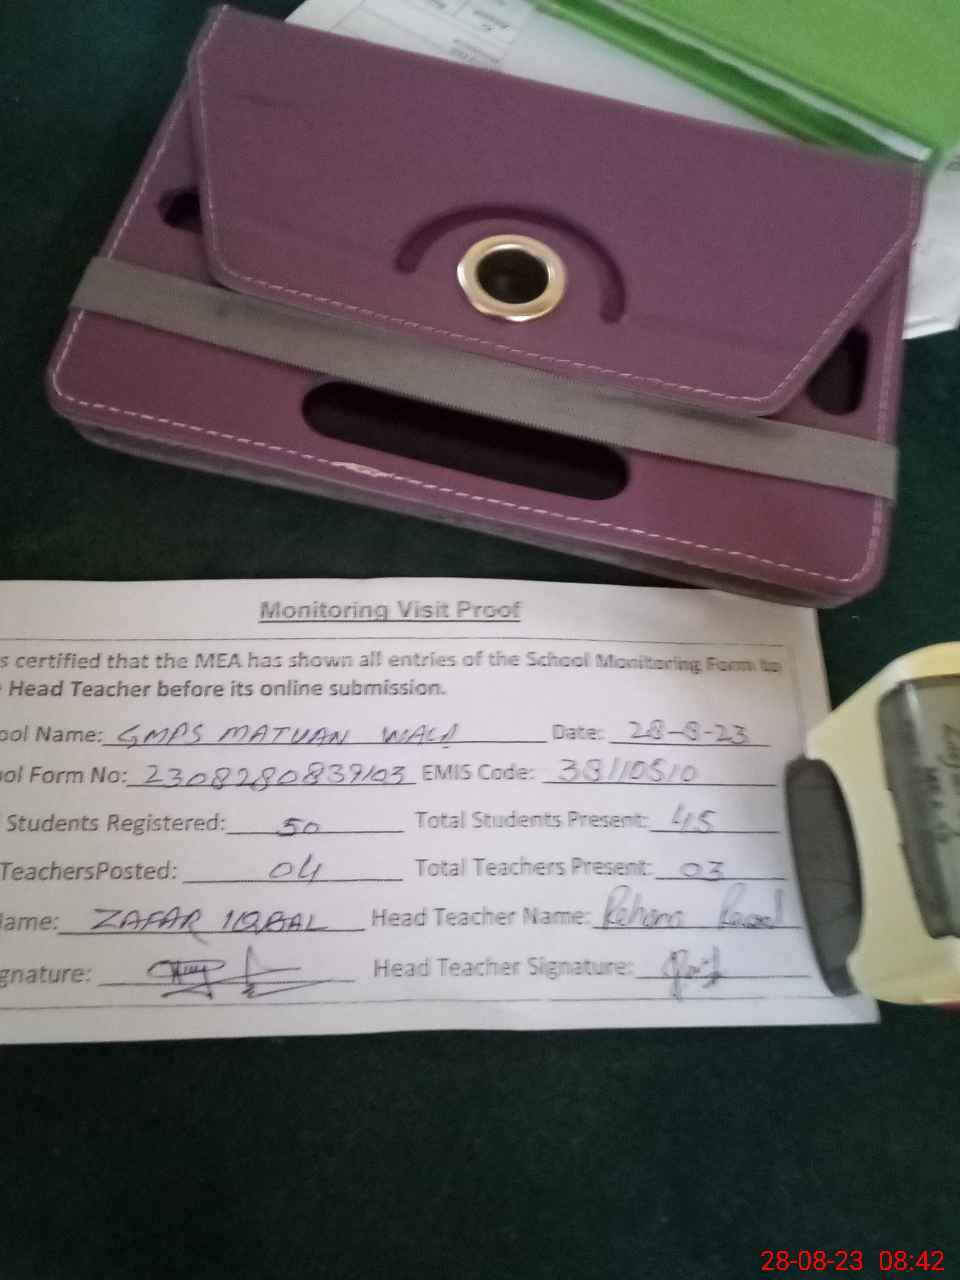 Monitoring Visit Proof
s certified that the MEA has shown all entries of the School Monitoring Form to
Head Teacher before its online submission.
ool Name: GMPS MATUAN WALA Date: 28-8-23
ool Form No: 2308280839103 EMIS Code: 38110510
Students Registered: 50 Total Students Present: 45
TeachersPosted: 04 Total Teachers Present: 03
ame: ZAFAR IQBAL Head Teacher Name: Rehana
gnature: Head Teacher Signature:
28-08-23 08:42